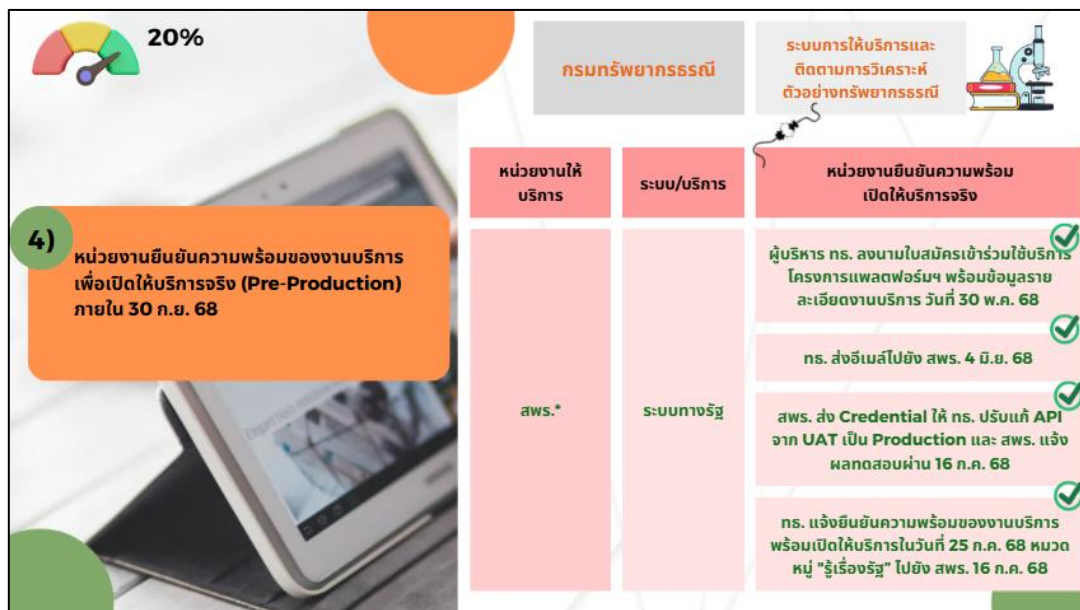 20%
กรมทรัพยากรธรณี
ระบบการให้บริการและ
ติดตามการวิเคราะห์
ตัวอย่างทรัพยากรธรณี
4)
หน่วยงานยืนยันความพร้อมของงานบริการ
เพื่อเปิดให้บริการจริง (Pre-Production)
ภายใน 30 ก.ย. 68
หน่วยงานให้
บริการ
ระบบ/บริการ
หน่วยงานยืนยันความพร้อม
เปิดให้บริการจริง
สพร.*
ระบบทางรัฐ
ผู้บริหาร ทธ. ลงนามใบสมัครเข้าร่วมใช้บริการ
โครงการแพลตฟอร์มฯ พร้อมข้อมูลราย
ละเอียดงานบริการ วันที่ 30 พ.ค. 68
ทธ. ส่งอีเมล์ไปยัง สพร. 4 มิ.ย. 68
สพร. ส่ง Credential ให้ ทธ. ปรับแก้ API
จาก UAT เป็น Production และ สพร. แจ้ง
ผลทดสอบผ่าน 16 ก.ค. 68
ทธ. แจ้งยืนยันความพร้อมของงานบริการ
พร้อมเปิดให้บริการในวันที่ 25 ก.ค. 68 หมวด
หมู่ "รู้เรื่องรัฐ" ไปยัง สพร. 16 ก.ค. 68